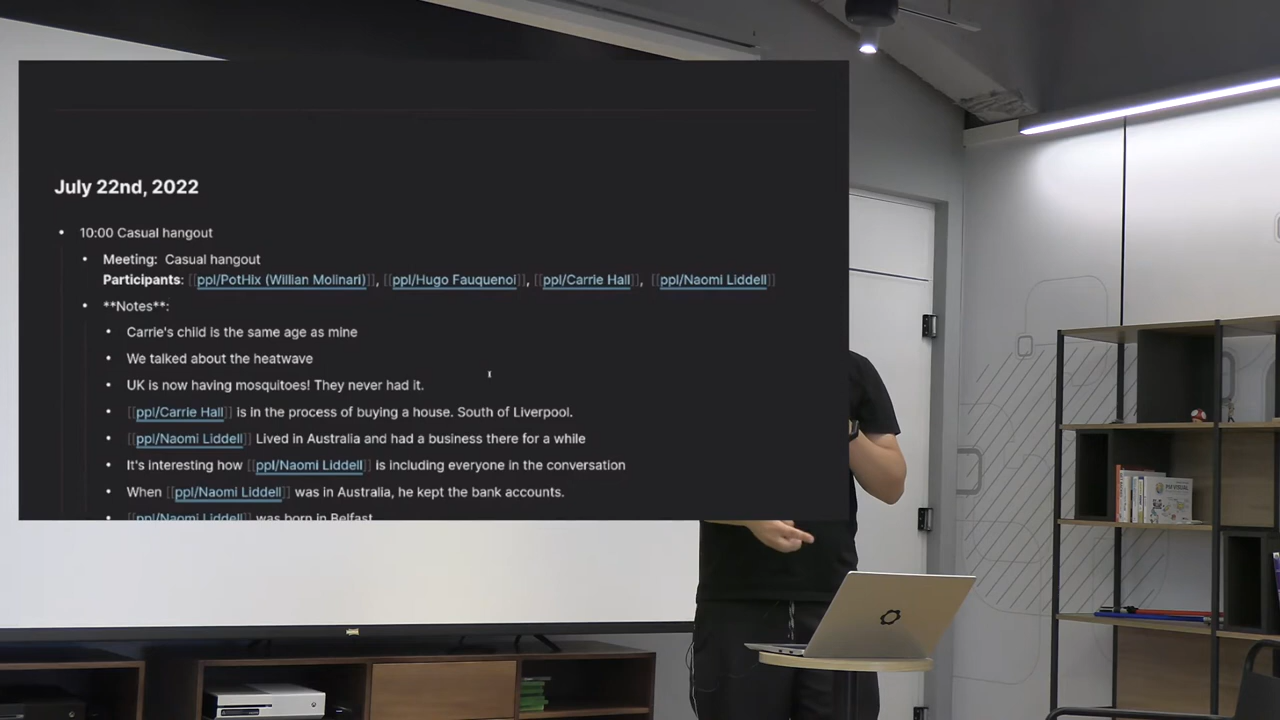 July 22nd, 2022
10:00 Casual hangout
Meeting: Casual hangout
Participants: [[ppl/PotHix (Willian Molinari)]], [[ppl/Hugo Fauquenoi]], [[ppl/Carrie Hall]], [[ppl/Naomi Liddell]]
**Notes**:
Carrie's child is the same age as mine
We talked about the heatwave
UK is now having mosquitoes! They never had it.
[[ppl/Carrie Hall]] is in the process of buying a house. South of Liverpool.
[[ppl/Naomi Liddell]] Lived in Australia and had a business there for a while
It's interesting how [[ppl/Naomi Liddell]] is including everyone in the conversation
When [[ppl/Naomi Liddell]] was in Australia, he kept the bank accounts.
[[ppl/Naomi Liddell]] was born in Belfast